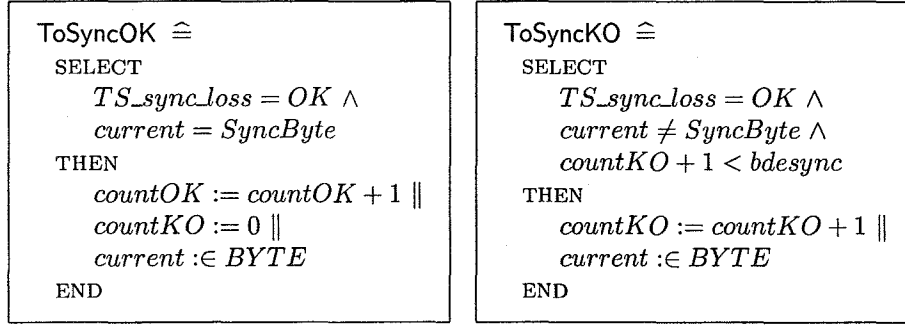 ToSyncOK ≙
SELECT
TS_sync_loss = OK ∧
current = SyncByte
THEN
countOK := countOK + 1 ||
countKO := 0 ||
current :∈ BYTE
END
ToSyncKO ≙
SELECT
TS_sync_loss = OK ∧
current ≠ SyncByte ∧
countKO + 1 < bdesync
THEN
countKO := countKO + 1 ||
current :∈ BYTE
END